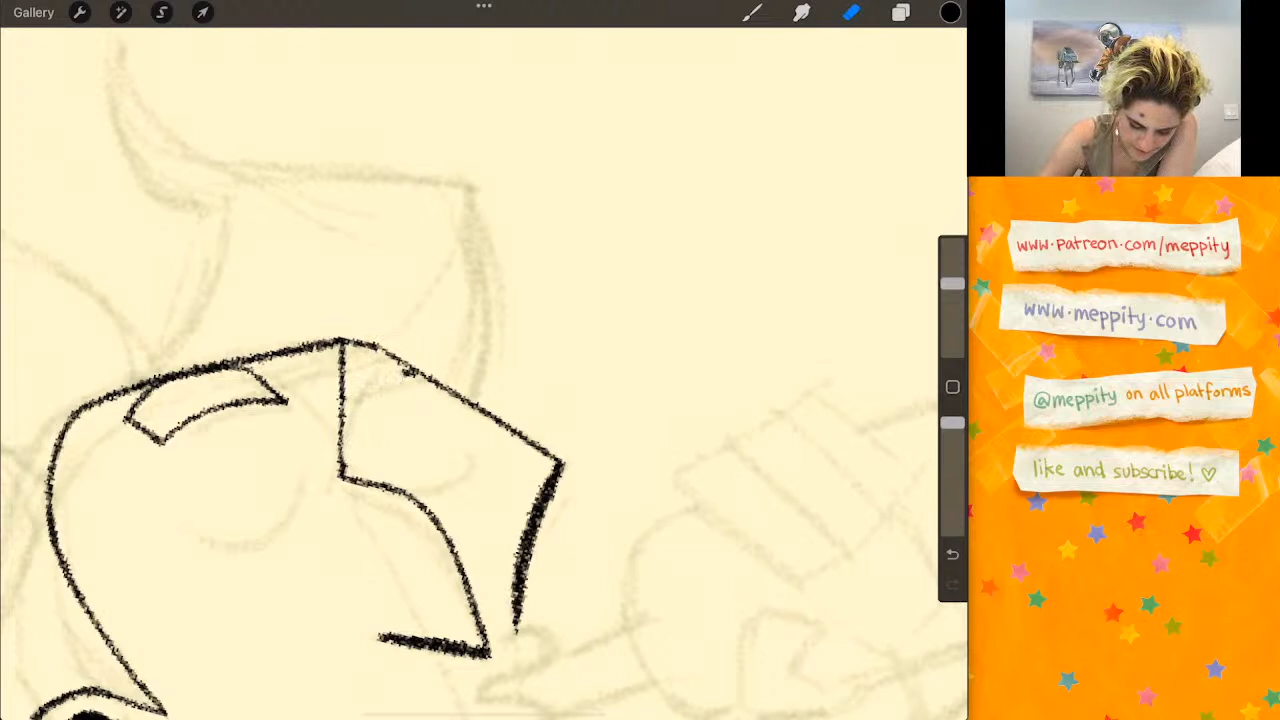 Gallery
www.patreon.com/meppity
www.meppity.com
@meppity on all platforms
like and subscribe! ♡